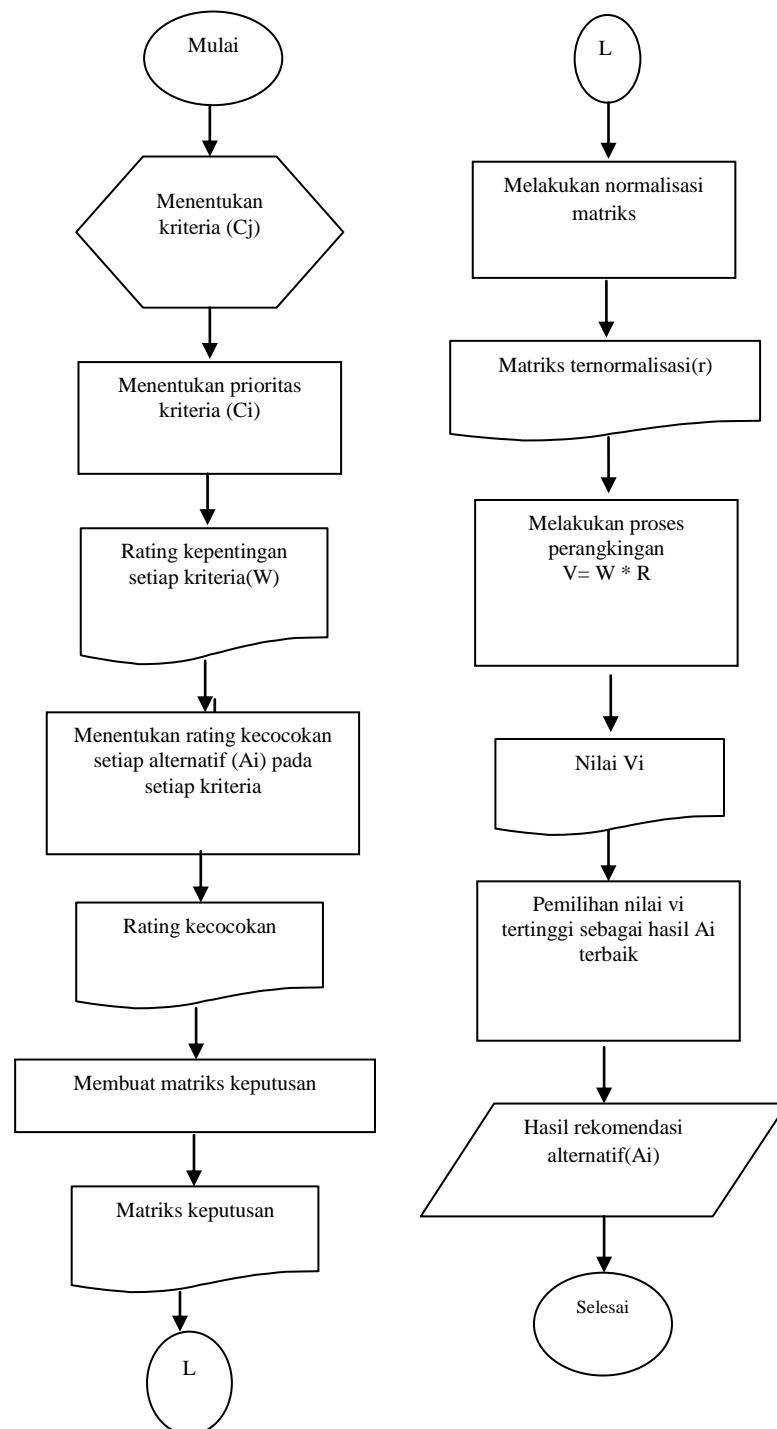 Mulai
Menentukan
kriteria (Cj)
Menentukan prioritas
kriteria (Ci)
Rating kepentingan
setiap kriteria(W)
Menentukan rating kecocokan
setiap alternatif (Ai) pada
setiap kriteria
Rating kecocokan
Membuat matriks keputusan
Matriks keputusan
L
L
Melakukan normalisasi
matriks
Matriks ternormalisasi(r)
Melakukan proses
perangkingan
V= W * R
Nilai Vi
Pemilihan nilai vi
tertinggi sebagai hasil Ai
terbaik
Hasil rekomendasi
alternatif(Ai)
Selesai